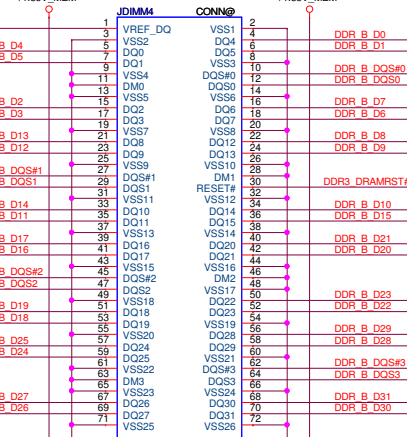 JDIMM4 CONN@
1 VREF_DQ VSS1 2
3 VSS2 DQ4 4 DDR_B_D0
B_D4 5 DQ0 DQ5 6 DDR_B_D1
B_D5 7 DQ1 VSS3 8
9 VSS4 DQS#0 10 DDR_B_DQS#0
11 DM0 DQS0 12 DDR_B_DQS0
13 VSS5 VSS6 14
B_D2 15 DQ2 DQ6 16 DDR_B_D7
B_D3 17 DQ3 DQ7 18 DDR_B_D6
19 VSS7 VSS8 20
B_D13 21 DQ8 DQ12 22 DDR_B_D8
B_D12 23 DQ9 DQ13 24 DDR_B_D9
25 VSS9 VSS10 26
B_DQS#1 27 DQS#1 DM1 28
B_DQS1 29 DQS1 RESET# 30 DDR3_DRAMRST#
31 VSS11 VSS12 32
B_D14 33 DQ10 DQ14 34 DDR_B_D10
B_D11 35 DQ11 DQ15 36 DDR_B_D15
37 VSS13 VSS14 38
B_D17 39 DQ16 DQ20 40 DDR_B_D21
B_D16 41 DQ17 DQ21 42 DDR_B_D20
43 VSS15 VSS16 44
B_DQS#2 45 DQS#2 DM2 46
B_DQS2 47 DQS2 VSS17 48
49 VSS18 DQ22 50 DDR_B_D23
B_D19 51 DQ18 DQ23 52 DDR_B_D22
B_D18 53 DQ19 VSS19 54
55 VSS20 DQ28 56 DDR_B_D29
B_D25 57 DQ24 DQ29 58 DDR_B_D28
B_D24 59 DQ25 VSS21 60
61 VSS22 DQS#3 62 DDR_B_DQS#3
63 DM3 DQS3 64 DDR_B_DQS3
65 VSS23 VSS24 66
B_D27 67 DQ26 DQ30 68 DDR_B_D31
B_D26 69 DQ27 DQ31 70 DDR_B_D30
71 VSS25 VSS26 72